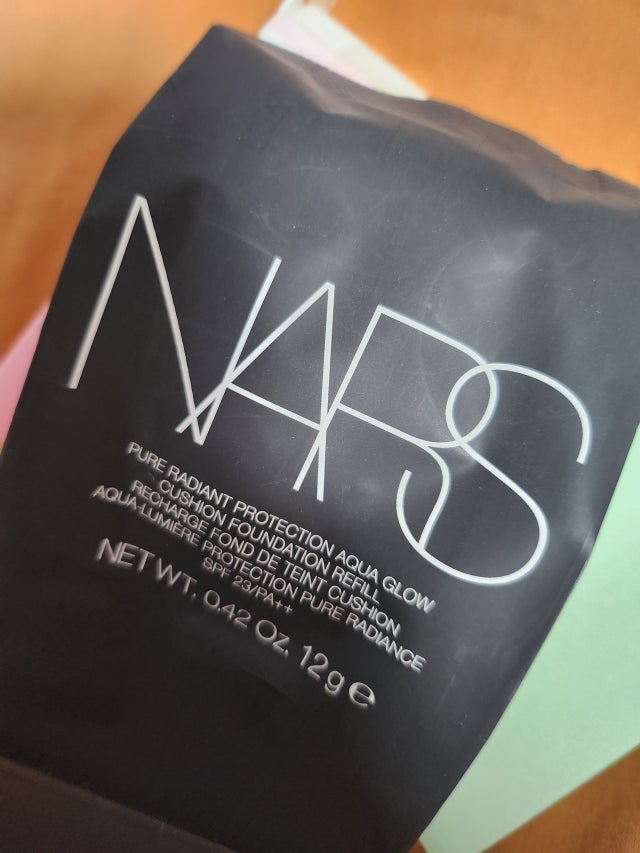 NARS
PURE RADIANT PROTECTION AQUA GLOW
CUSHION FOUNDATION REFILL
RECHARGE FOND DE TEINT CUSHION
AQUA-LUMIÈRE PROTECTION PURE RADIANCE
SPF 23/PA++
NET WT. 0.42 OZ. 12g ℮